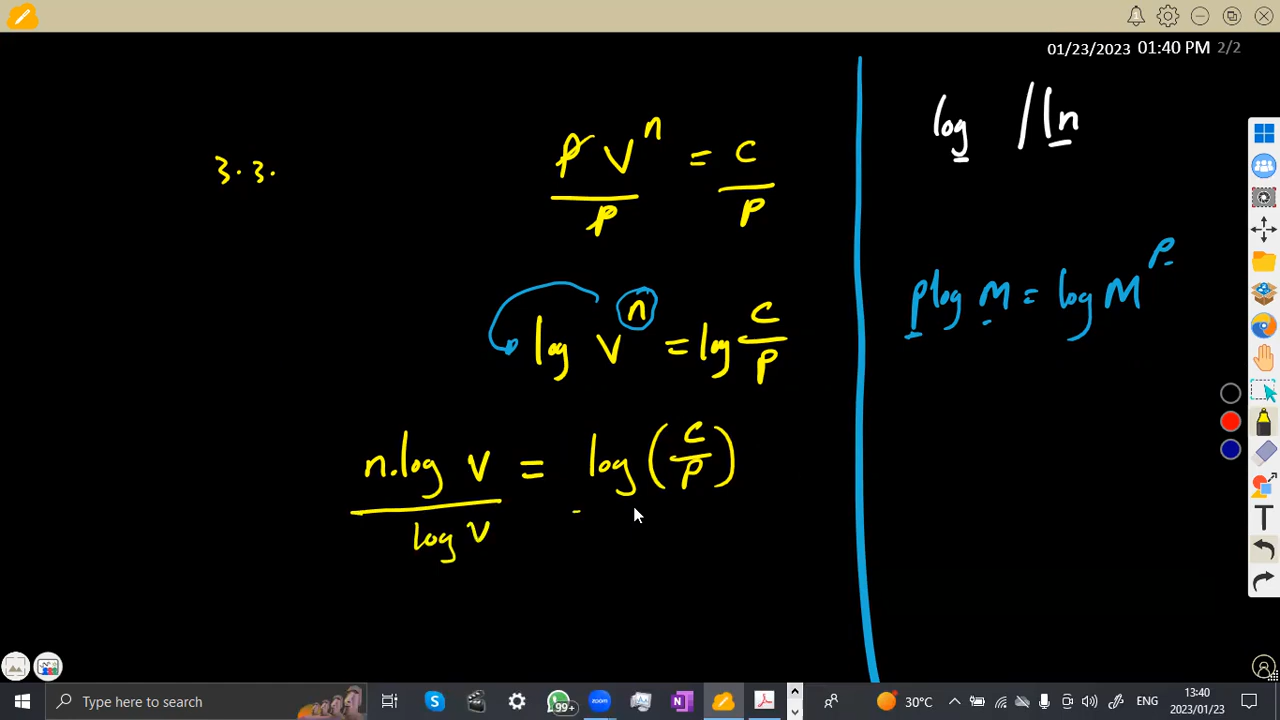 01/23/2023 01:40 PM 2/2
log / ln
3.3.
P V^n = C
P P
p log M = log M^P
log V^n = log C/P
n.log V = log (C/P)
log V
T
99+
Type here to search
30°C
ENG
13:40
2023/01/23